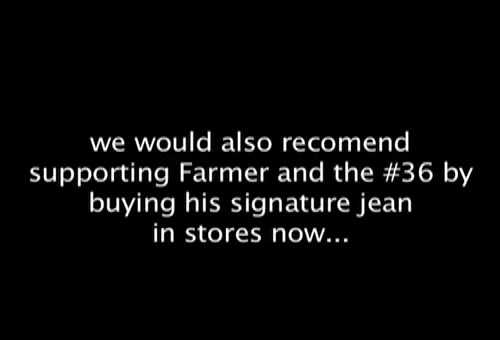 we would also recomend
supporting Farmer and the #36 by
buying his signature jean
in stores now...